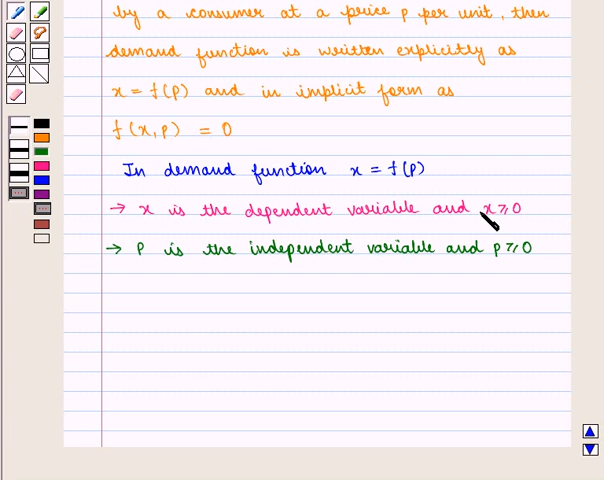 by a consumer at a price p per unit, then
demand function is written explicitly as
x = f(p) and in implicit form as
f(x,p) = 0
In demand function x = f(p)
→ x is the dependent variable and x ⩾ 0
→ p is the independent variable and p ⩾ 0